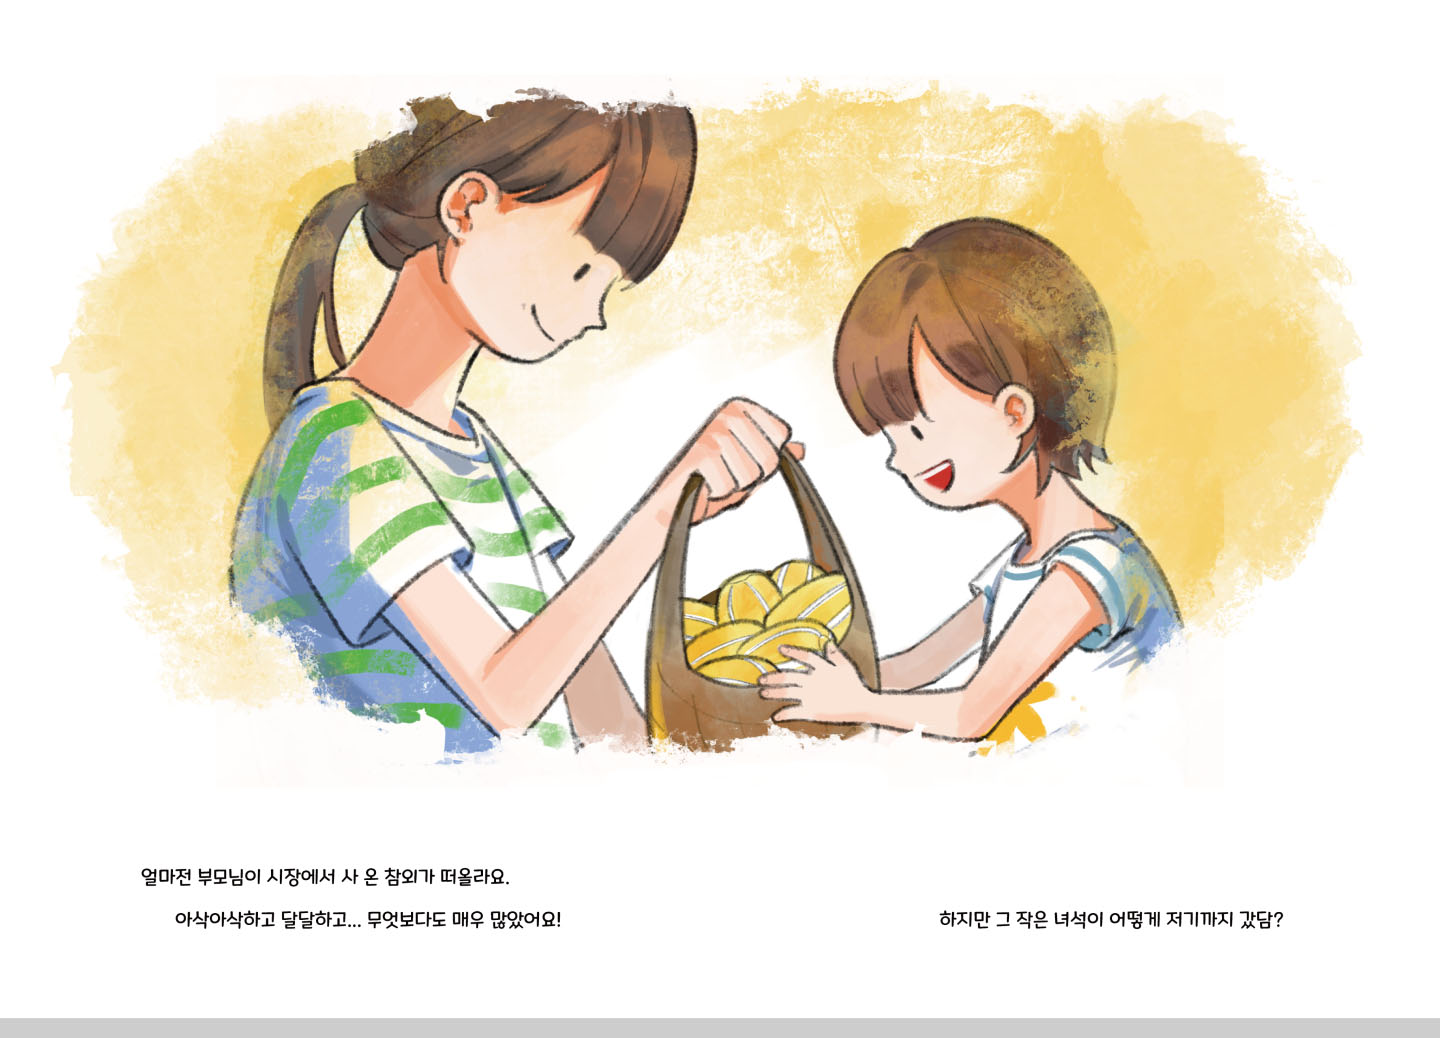 얼마전 부모님이 시장에서 사 온 참외가 떠올라요.
아삭아삭하고 달달하고... 무엇보다도 매우 많았어요!
하지만 그 작은 녀석이 어떻게 저기까지 갔담?